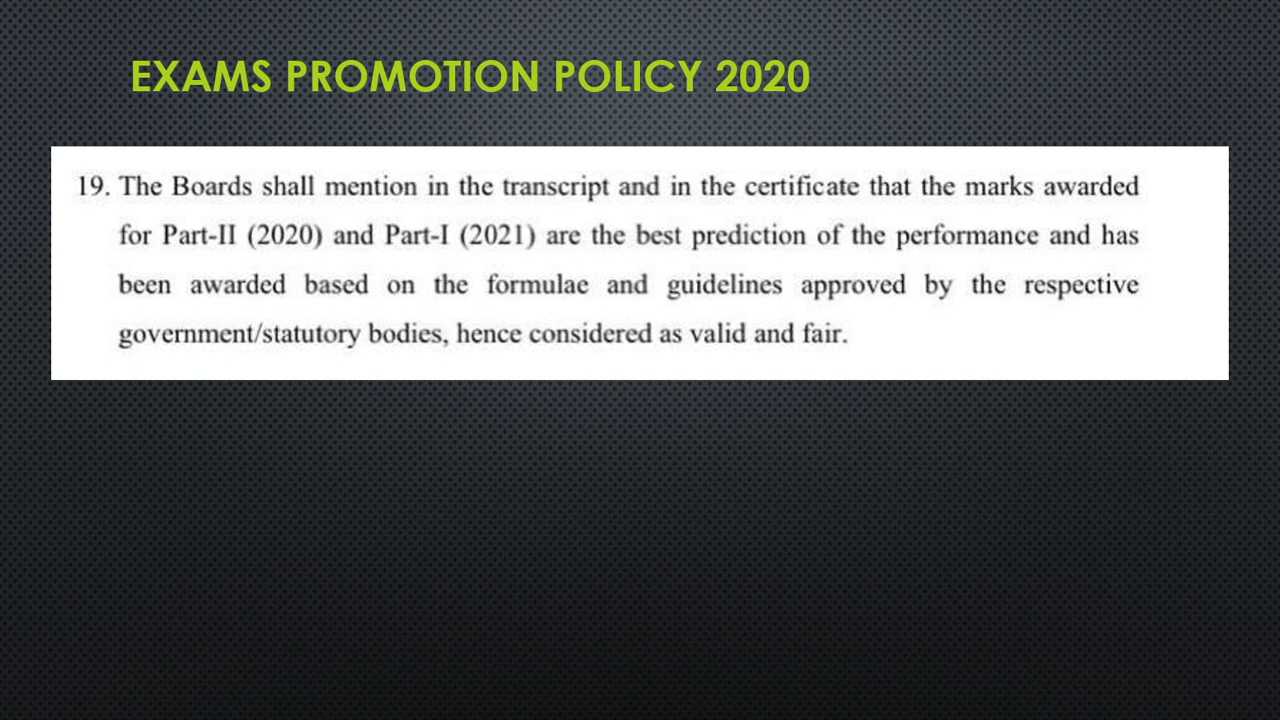 EXAMS PROMOTION POLICY 2020
19. The Boards shall mention in the transcript and in the certificate that the marks awarded
for Part-II (2020) and Part-I (2021) are the best prediction of the performance and has
been awarded based on the formulae and guidelines approved by the respective
government/statutory bodies, hence considered as valid and fair.